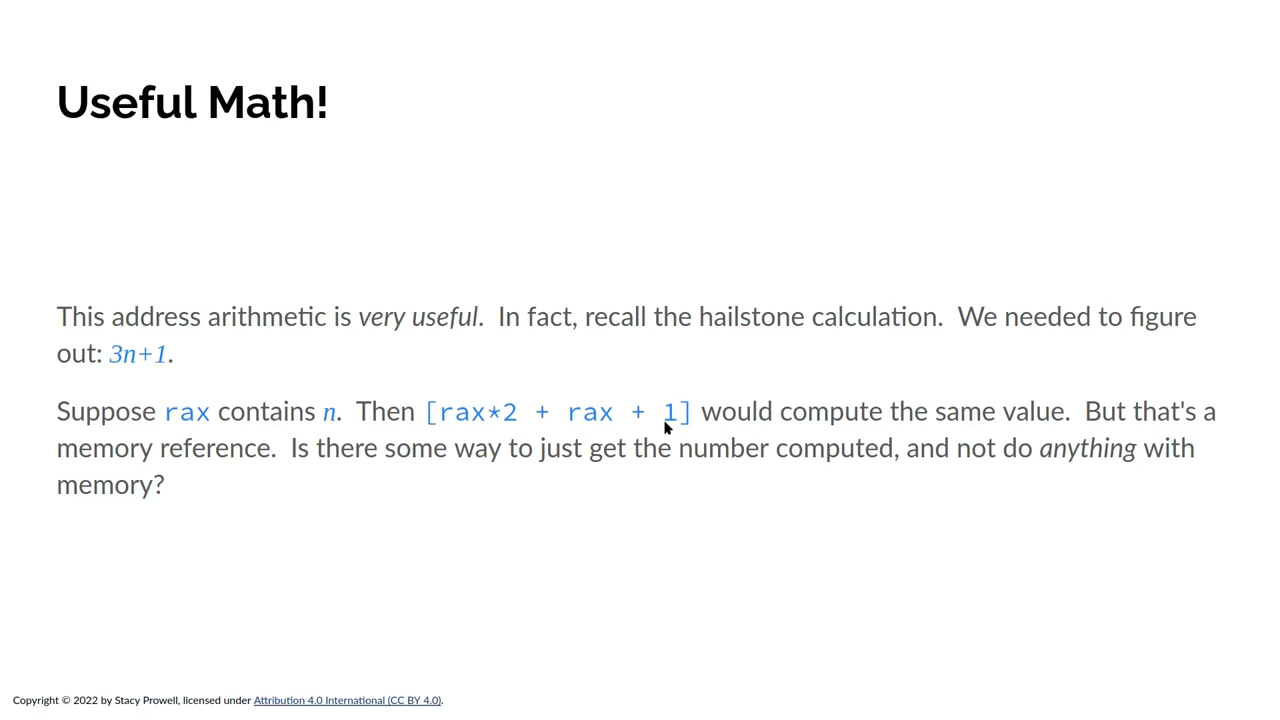 Useful Math!
This address arithmetic is very useful.  In fact, recall the hailstone calculation.  We needed to figure
out: 3n+1.
Suppose rax contains n.  Then [rax*2 + rax + 1] would compute the same value.  But that's a
memory reference.  Is there some way to just get the number computed, and not do anything with
memory?
Copyright © 2022 by Stacy Prowell, licensed under Attribution 4.0 International (CC BY 4.0).